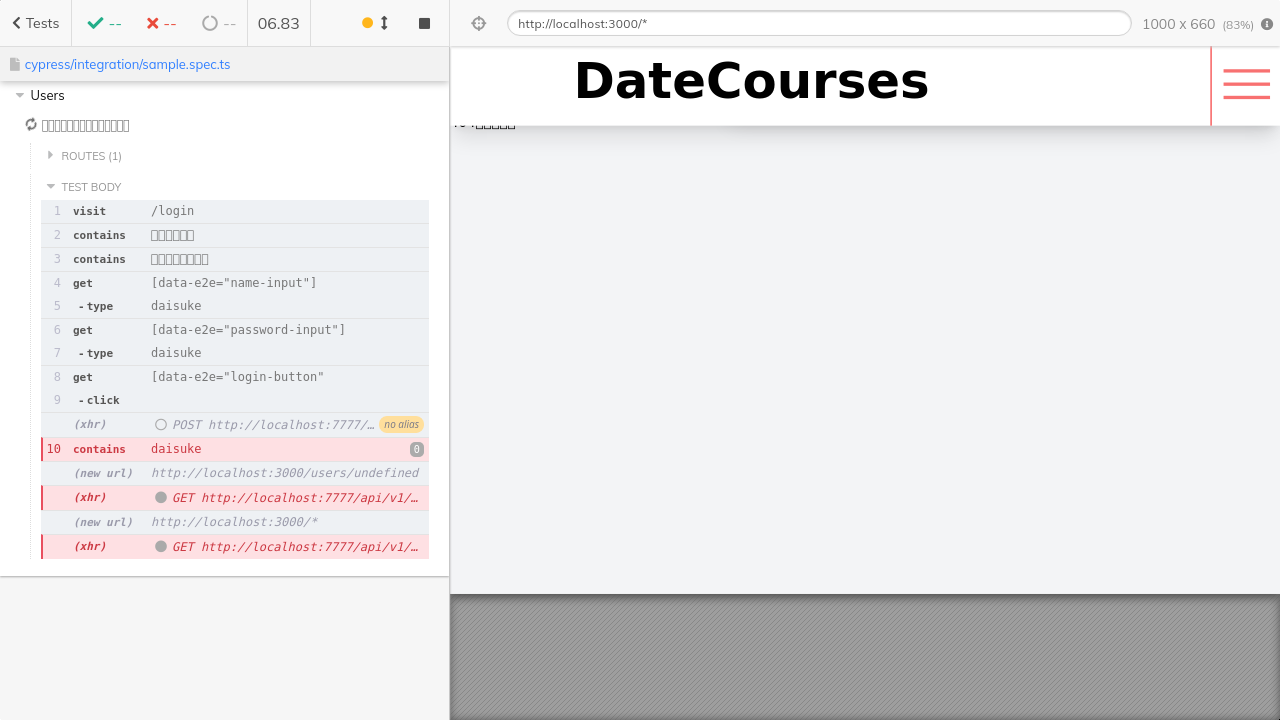 Tests
--
--
--
06.83
http://localhost:3000/*
1000 x 660 (83%)
cypress/integration/sample.spec.ts
DateCourses
Users
ROUTES (1)
TEST BODY
1 visit /login
2 contains
3 contains
4 get [data-e2e="name-input"]
5 -type daisuke
6 get [data-e2e="password-input"]
7 -type daisuke
8 get [data-e2e="login-button"
9 -click
(xhr) POST http://localhost:7777/… no alias
10 contains daisuke 0
(new url) http://localhost:3000/users/undefined
(xhr) GET http://localhost:7777/api/v1/…
(new url) http://localhost:3000/*
(xhr) GET http://localhost:7777/api/v1/…